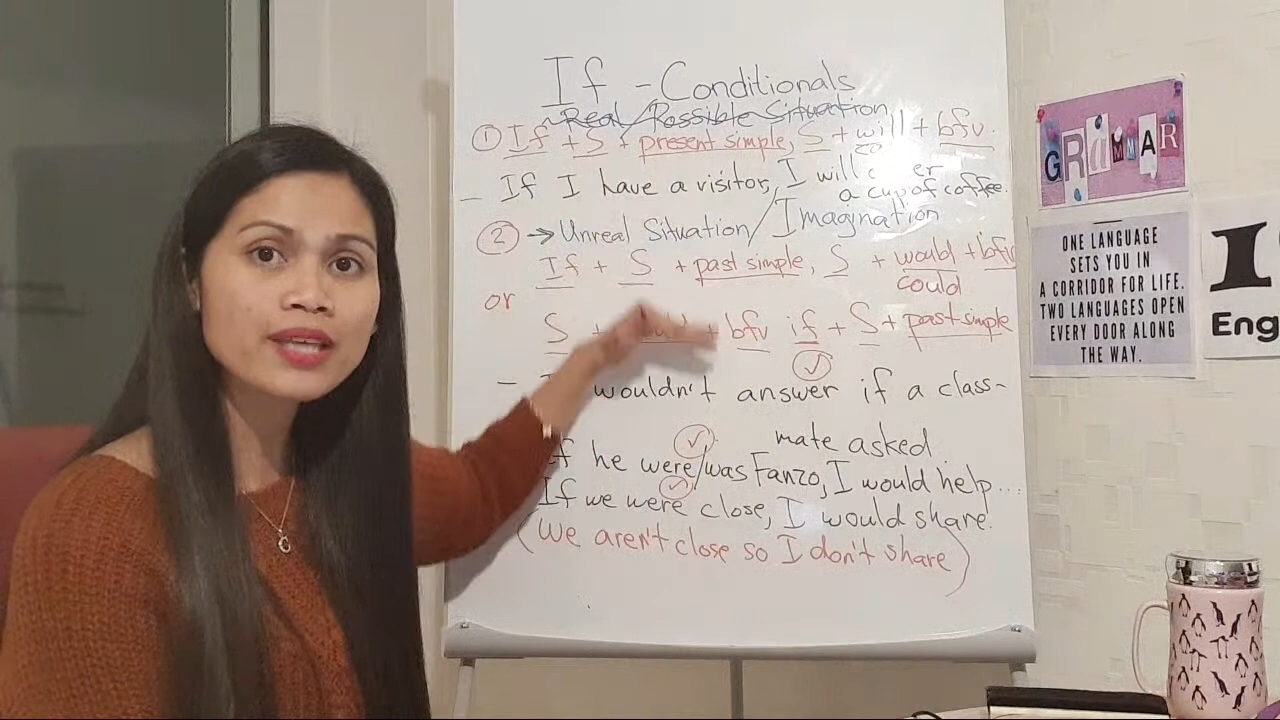 If - Conditionals
Real/Possible Situation
① If + S + present simple, S + will + bfv.
- If I have a visitor, I will er
a cup of coffee.
② → Unreal Situation/Imagination
If + S + past simple, S + would + bfv
could
or
S + bfv if + S + past simple
- wouldn't answer if a class-
mate asked
If he were/was Fanzo, I would help...
If we were close, I would share.
(We aren't close so I don't share)
GRAMMAR
ONE LANGUAGE
SETS YOU IN
A CORRIDOR FOR LIFE.
TWO LANGUAGES OPEN
EVERY DOOR ALONG
THE WAY.
I
Eng